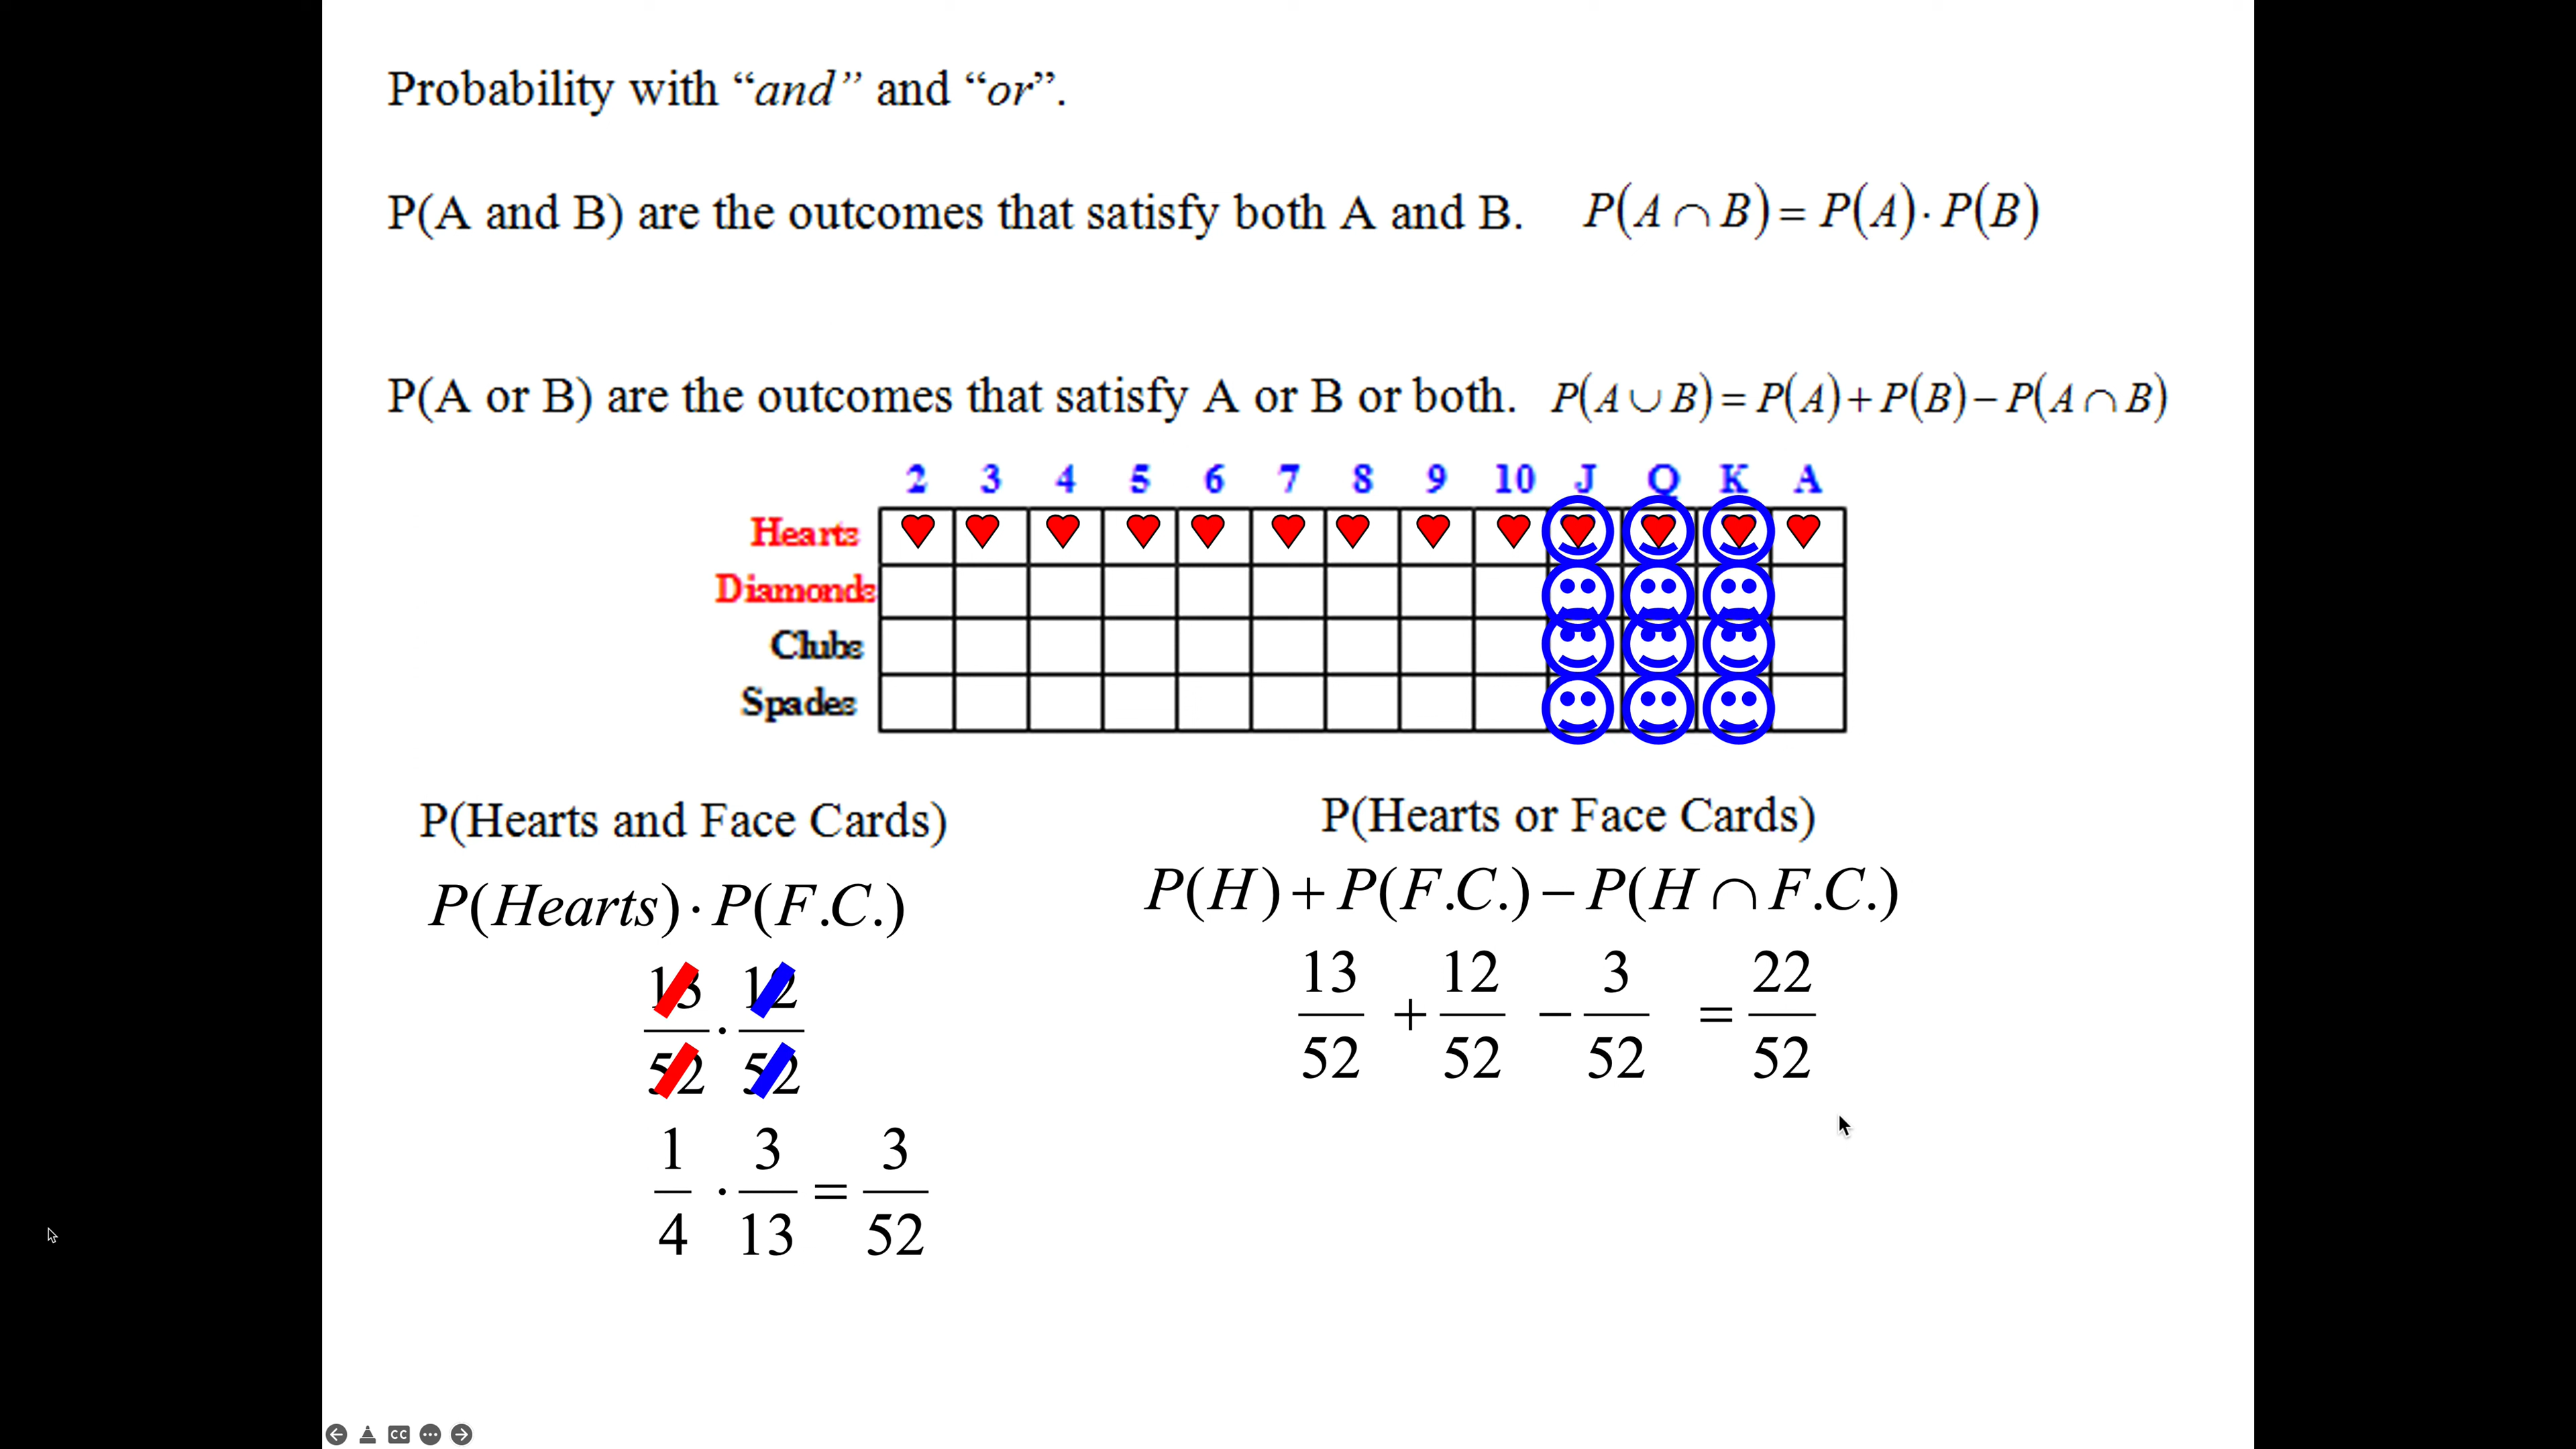 Probability with “and” and “or”.
P(A and B) are the outcomes that satisfy both A and B. P(A ∩ B) = P(A) · P(B)
P(A or B) are the outcomes that satisfy A or B or both. P(A ∪ B) = P(A) + P(B) − P(A ∩ B)
2 3 4 5 6 7 8 9 10 J Q K A
Hearts
Diamonds
Clubs
Spades
P(Hearts and Face Cards)
P(Hearts) · P(F.C.)
13/52 · 12/52
1/4 · 3/13 = 3/52
P(Hearts or Face Cards)
P(H) + P(F.C.) − P(H ∩ F.C.)
13/52 + 12/52 − 3/52 = 22/52
CC